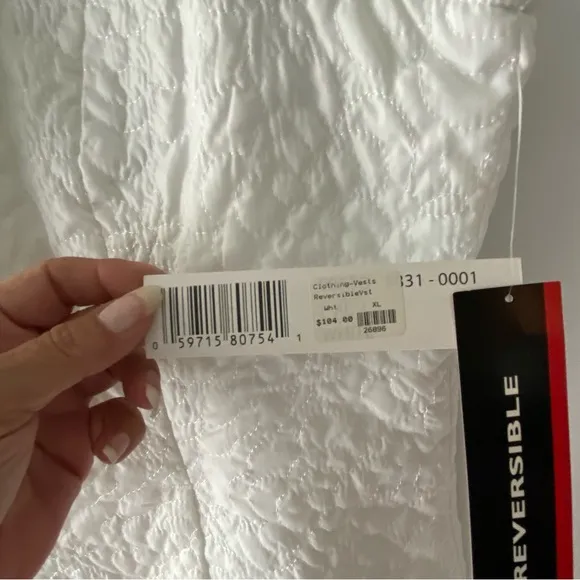 Clothing-Vests
ReversibleVst
Wht XL
$104.00
26896
831-0001
0 59715 80754 1
REVERSIBLE